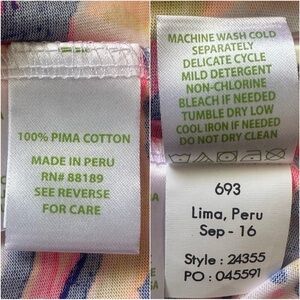 100% PIMA COTTON
MADE IN PERU
RN# 88189
SEE REVERSE
FOR CARE
MACHINE WASH COLD
SEPARATELY
DELICATE CYCLE
MILD DETERGENT
NON-CHLORINE
BLEACH IF NEEDED
TUMBLE DRY LOW
COOL IRON IF NEEDED
DO NOT DRY CLEAN
693
Lima, Peru
Sep - 16
Style : 24355
PO : 045591